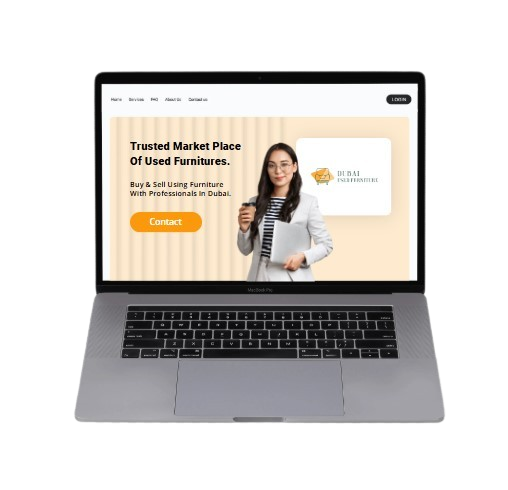 Home Services FAQ About Us Contact us LOGIN
Trusted Market Place
Of Used Furnitures.
Buy & Sell Using Furniture
With Professionals In Dubai.
Contact
DUBAI
USED FURNITURE
MacBook Pro